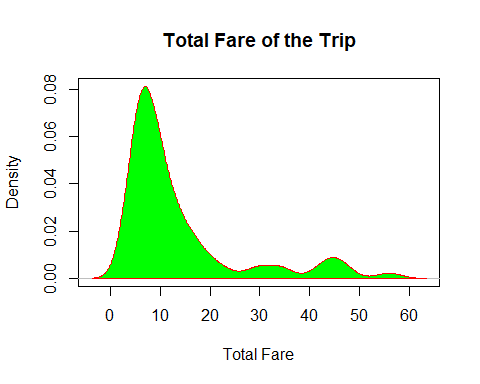 Total Fare of the Trip
Density
0.00 0.02 0.04 0.06 0.08
0 10 20 30 40 50 60
Total Fare